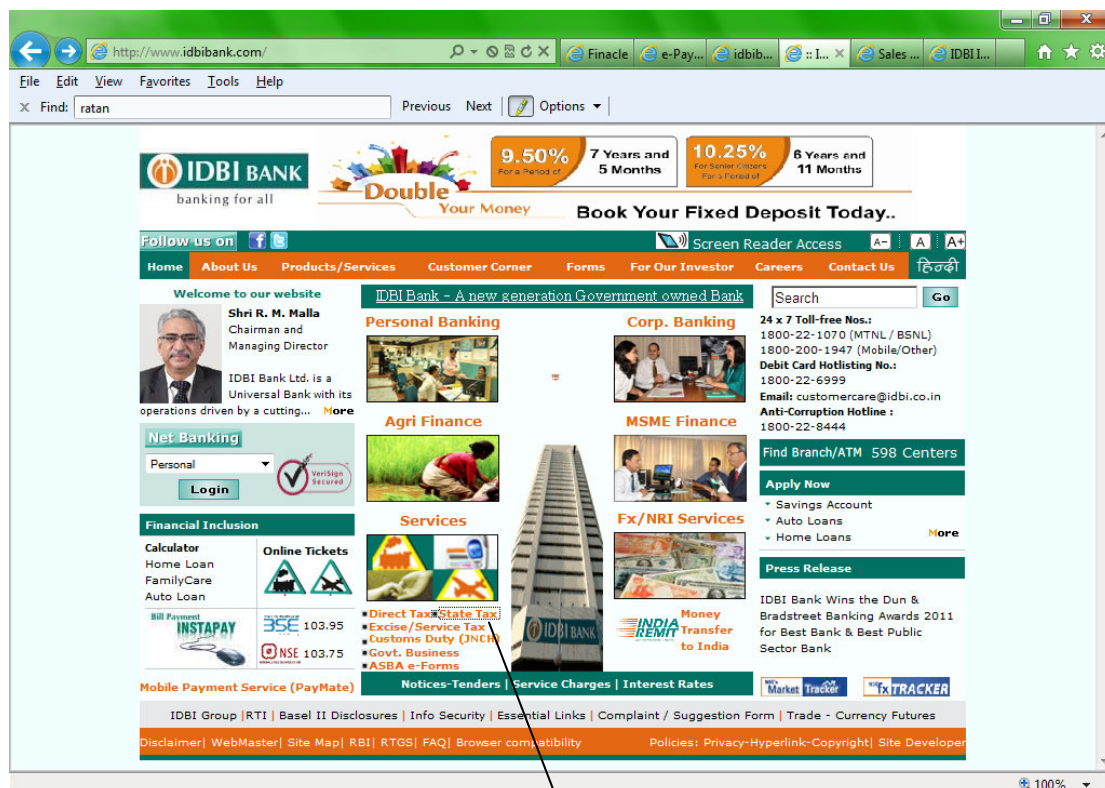 http://www.idbibank.com/
Finacle
e-Pay...
idbib...
:: I...
Sales ...
IDBI I...
File Edit View Favorites Tools Help
x Find: ratan Previous Next Options
IDBI BANK
banking for all
Double
Your Money
9.50%
For a Period of
7 Years and
5 Months
10.25%
For Senior Citizens
For a Period of
6 Years and
11 Months
Book Your Fixed Deposit Today..
Follow us on
Screen Reader Access A- A A+
Home About Us Products/Services Customer Corner Forms For Our Investor Careers Contact Us हिन्दी
Welcome to our website
Shri R. M. Malla
Chairman and
Managing Director
IDBI Bank Ltd. is a
Universal Bank with its
operations driven by a cutting... More
Net Banking
Personal
Login
VeriSign
Secured
Financial Inclusion
Calculator
Home Loan
FamilyCare
Auto Loan
Online Tickets
Bill Payment
INSTAPAY
BSE 103.95
NSE 103.75
Mobile Payment Service (PayMate)
IDBI Bank - A new generation Government owned Bank
Personal Banking
Corp. Banking
Agri Finance
MSME Finance
Services
Fx/NRI Services
Direct Tax State Tax
Excise/Service Tax
Customs Duty (JNCH)
Govt. Business
ASBA e-Forms
IDBI BANK
INDIA
REMIT
Money
Transfer
to India
Notices-Tenders | Service Charges | Interest Rates
Search Go
24 x 7 Toll-free Nos.:
1800-22-1070 (MTNL / BSNL)
1800-200-1947 (Mobile/Other)
Debit Card Hotlisting No.:
1800-22-6999
Email: customercare@idbi.co.in
Anti-Corruption Hotline :
1800-22-8444
Find Branch/ATM 598 Centers
Apply Now
Savings Account
Auto Loans
Home Loans
More
Press Release
IDBI Bank Wins the Dun &
Bradstreet Banking Awards 2011
for Best Bank & Best Public
Sector Bank
Market Tracker
fx TRACKER
IDBI Group |RTI | Basel II Disclosures | Info Security | Essential Links | Complaint / Suggestion Form | Trade - Currency Futures
Disclaimer| WebMaster| Site Map| RBI| RTGS| FAQ| Browser compatibility Policies: Privacy-Hyperlink-Copyright| Site Developer
100%